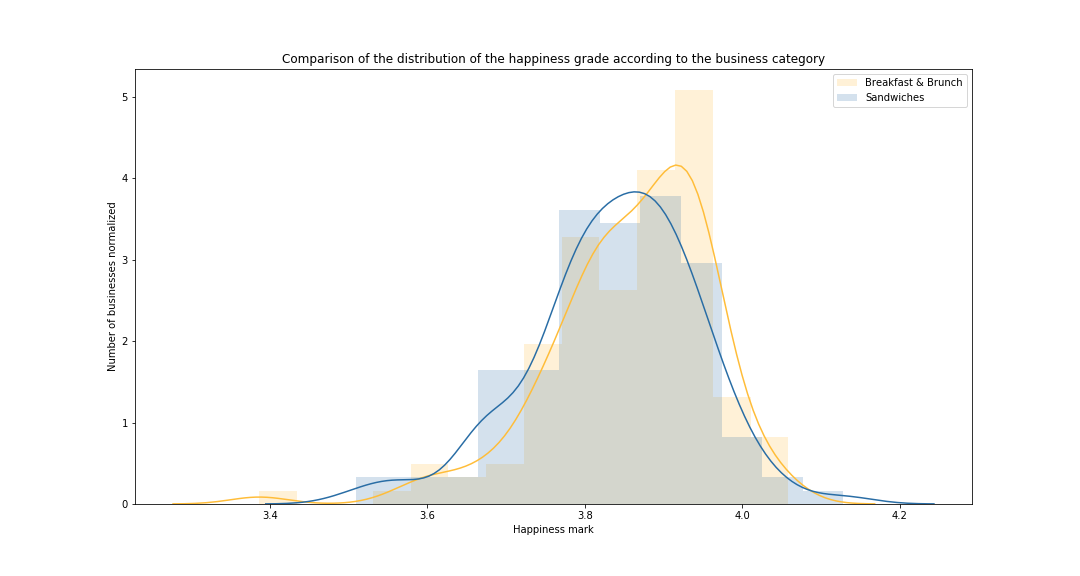 Comparison of the distribution of the happiness grade according to the business category
Breakfast & Brunch
Sandwiches
Number of businesses normalized
5
4
3
2
1
0
3.4
3.6
3.8
4.0
4.2
Happiness mark